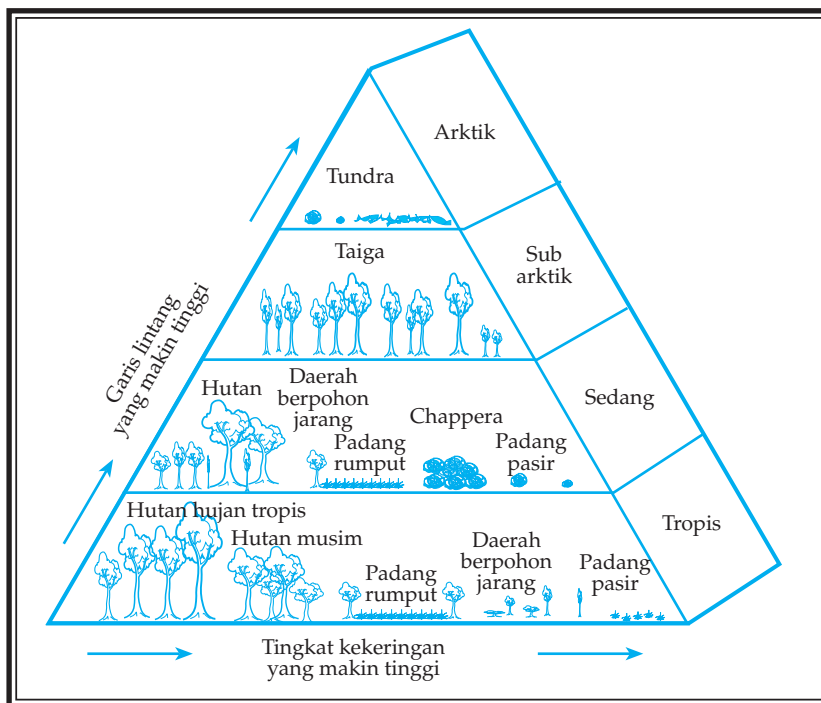 Arktik
Tundra
Taiga
Sub
arktik
Garis lintang
yang makin tinggi
Hutan
Daerah
berpohon
jarang
Padang
rumput
Chappera
Padang
pasir
Sedang
Hutan hujan tropis
Hutan musim
Padang
rumput
Daerah
berpohon
jarang
Padang
pasir
Tropis
Tingkat kekeringan
yang makin tinggi